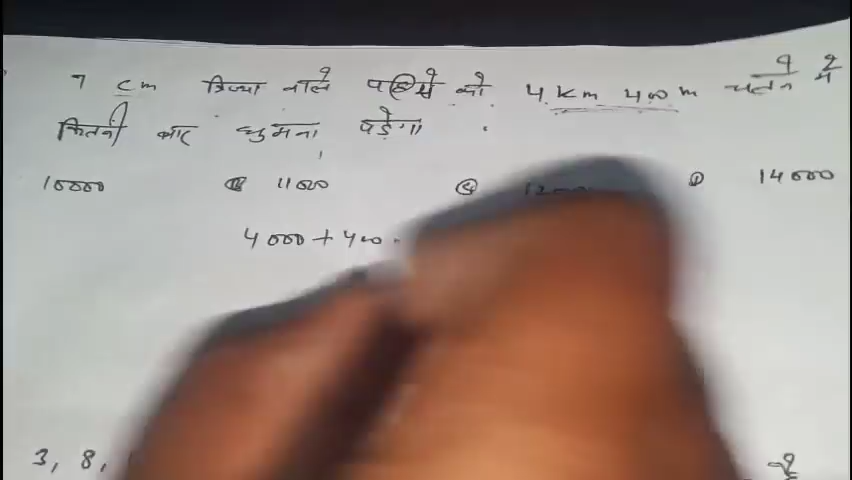 7 cm त्रिज्या वाले पहिये को 4 km 400 m चलने में
कितनी बार घुमना पड़ेगा
10000 11000 14000
4000 + 400
3, 8,